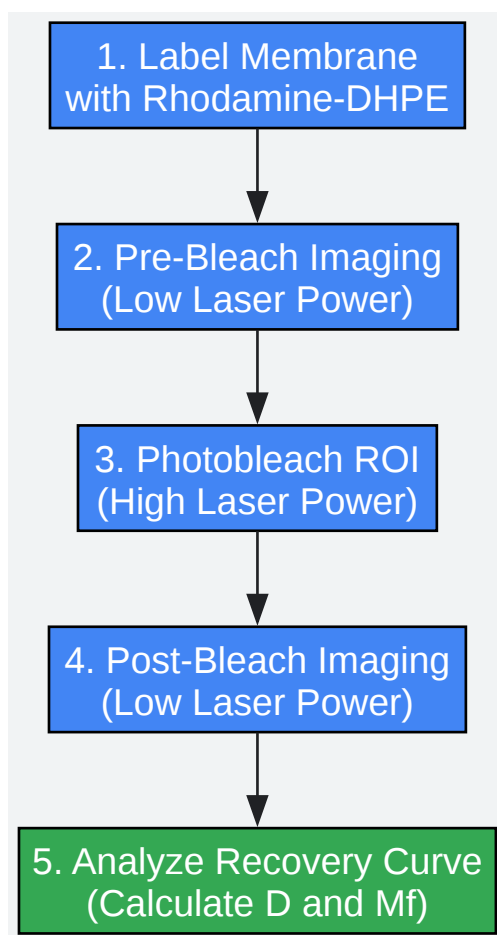 1. Label Membrane
with Rhodamine-DHPE
2. Pre-Bleach Imaging
(Low Laser Power)
3. Photobleach ROI
(High Laser Power)
4. Post-Bleach Imaging
(Low Laser Power)
5. Analyze Recovery Curve
(Calculate D and Mf)